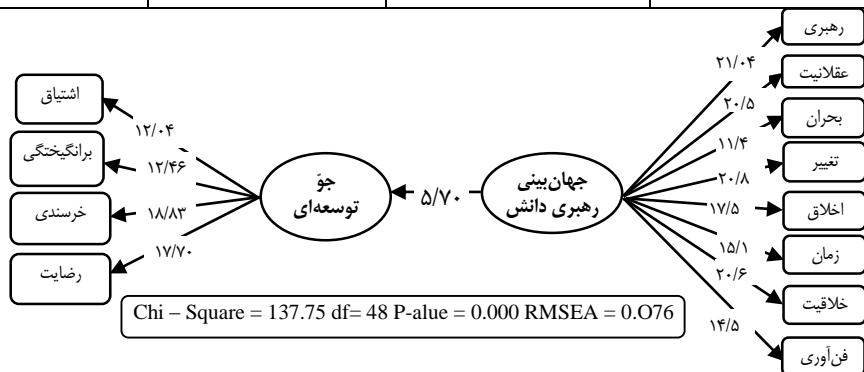 رهبری
۲۱/۰۴
عقلانیت
۲۰/۵
بحران
۱۱/۴
تغییر
۲۰/۸
اخلاق
۱۷/۵
زمان
۱۵/۱
خلاقیت
۲۰/۶
فن‌آوری
۱۴/۵
جهان‌بینی
رهبری دانش
۵/۷۰
جوّ
توسعه‌ای
اشتیاق
۱۲/۰۴
برانگیختگی
۱۲/۴۶
خرسندی
۱۸/۸۳
رضایت
۱۷/۷۰
Chi – Square = 137.75 df= 48 P-alue = 0.000 RMSEA = 0.O76